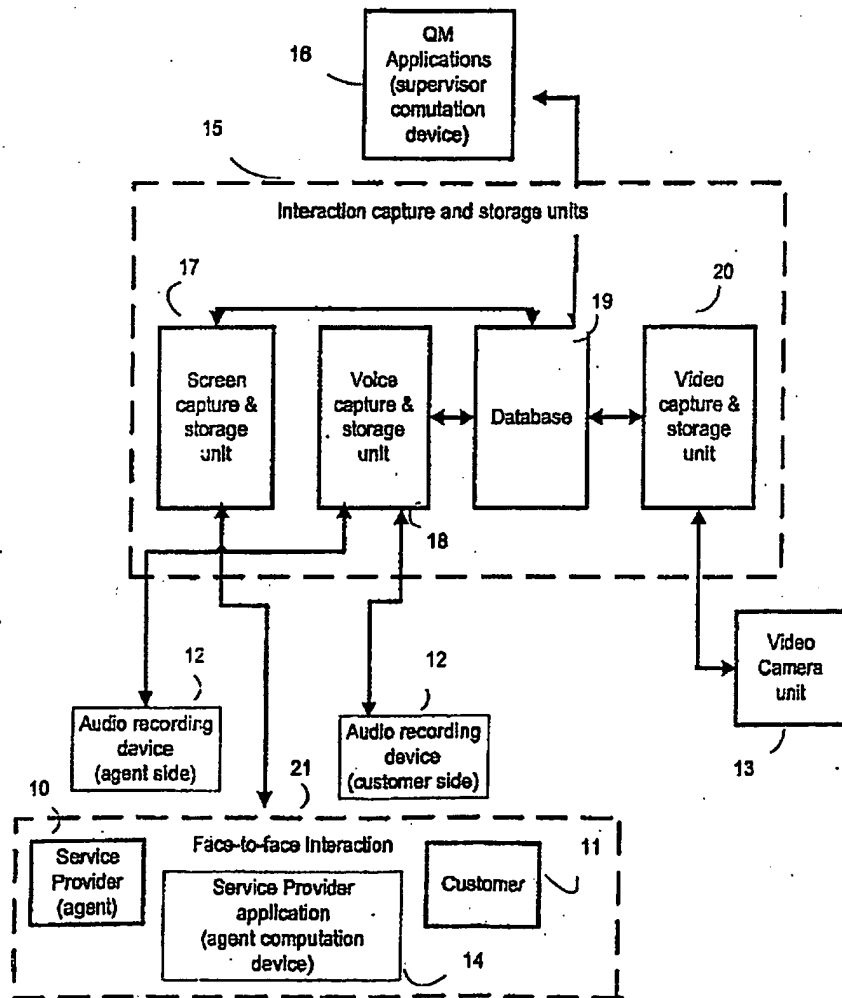 16
QM
Applications
(supervisor
comutation
device)
15
Interaction capture and storage units
17
20
19
Screen
capture &
storage
unit
Voice
capture &
storage
unit
Database
Video
capture &
storage
unit
18
12
12
Audio recording
device
(agent side)
Audio recording
device
(customer side)
Video
Camera
unit
13
21
10
Face-to-face Interaction
11
Service
Provider
(agent)
Service Provider
application
(agent computation
device)
Customer
14